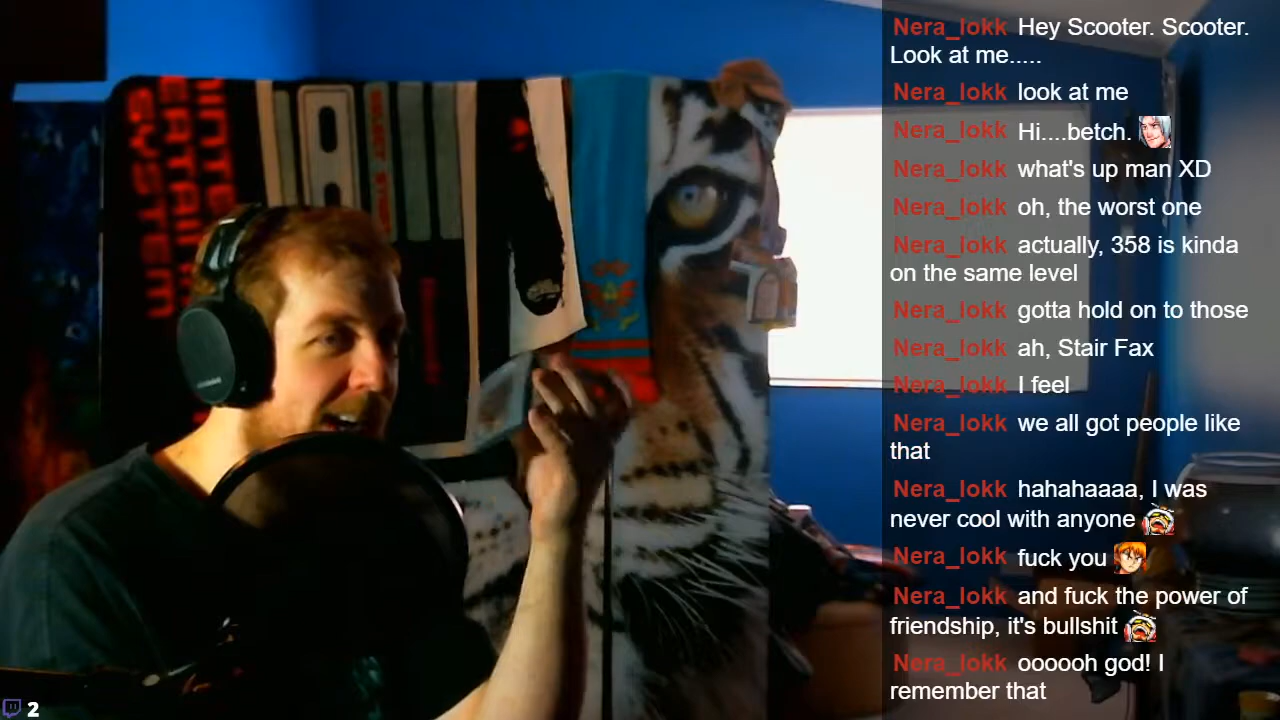 Nera_lokk Hey Scooter. Scooter.
Look at me.....
Nera_lokk look at me
Nera_lokk Hi....betch.
Nera_lokk what's up man XD
Nera_lokk oh, the worst one
Nera_lokk actually, 358 is kinda
on the same level
Nera_lokk gotta hold on to those
Nera_lokk ah, Stair Fax
Nera_lokk I feel
Nera_lokk we all got people like
that
Nera_lokk hahahaaaa, I was
never cool with anyone
Nera_lokk fuck you
Nera_lokk and fuck the power of
friendship, it's bullshit
Nera_lokk oooooh god! I
remember that
SYSTEM
SELECT
2